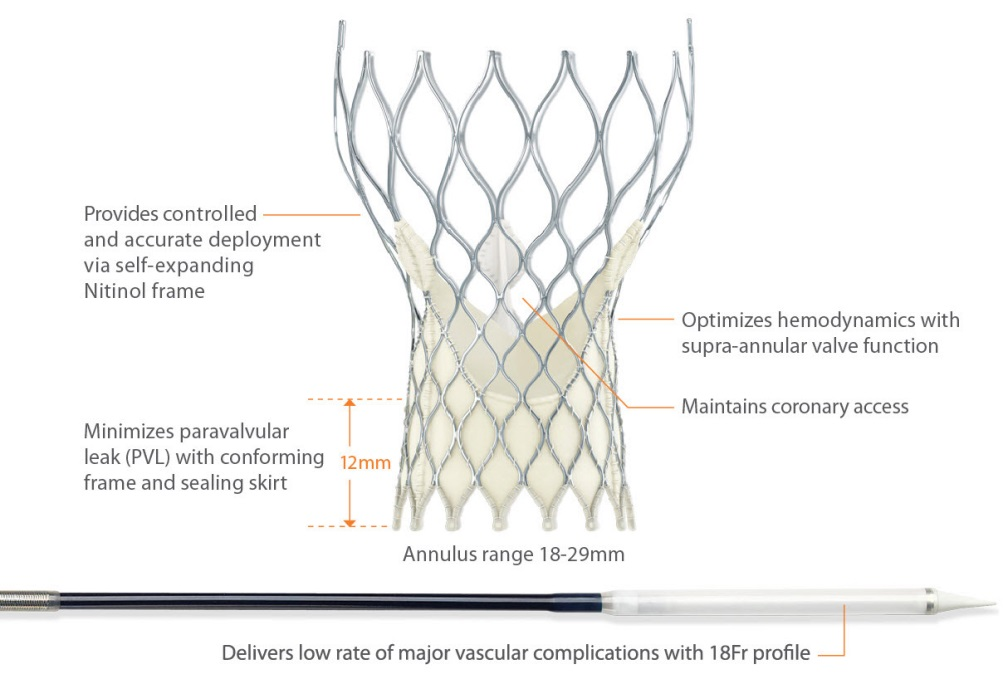 Provides controlled
and accurate deployment
via self-expanding
Nitinol frame
Optimizes hemodynamics with
supra-annular valve function
Maintains coronary access
Minimizes paravalvular
leak (PVL) with conforming
frame and sealing skirt
12mm
Annulus range 18-29mm
Delivers low rate of major vascular complications with 18Fr profile